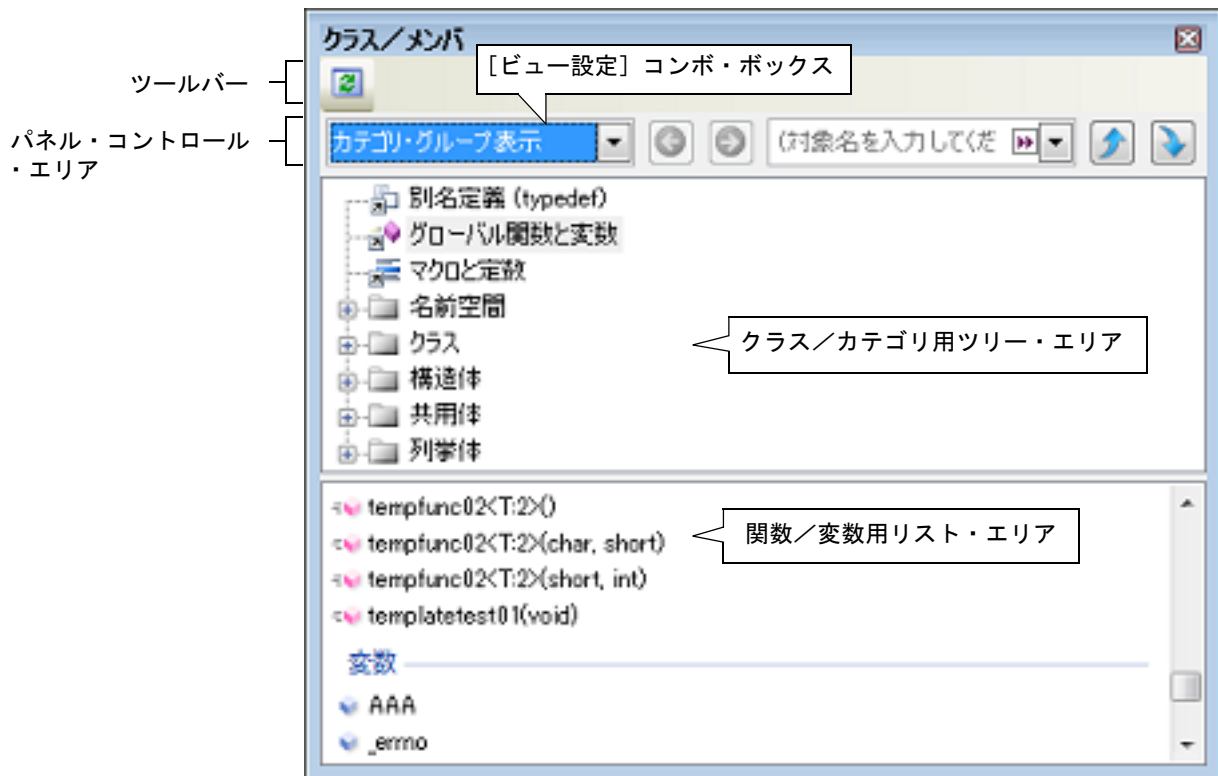 クラス／メンバ
［ビュー設定］コンボ・ボックス
ツールバー
パネル・コントロール
・エリア
カテゴリ・グループ表示
(対象名を入力してくだ
別名定義 (typedef)
グローバル関数と変数
マクロと定数
名前空間
クラス
クラス／カテゴリ用ツリー・エリア
構造体
共用体
列挙体
tempfunc02<T:2>()
tempfunc02<T:2>(char, short)
関数／変数用リスト・エリア
tempfunc02<T:2>(short, int)
templatetest01(void)
変数
AAA
_errno